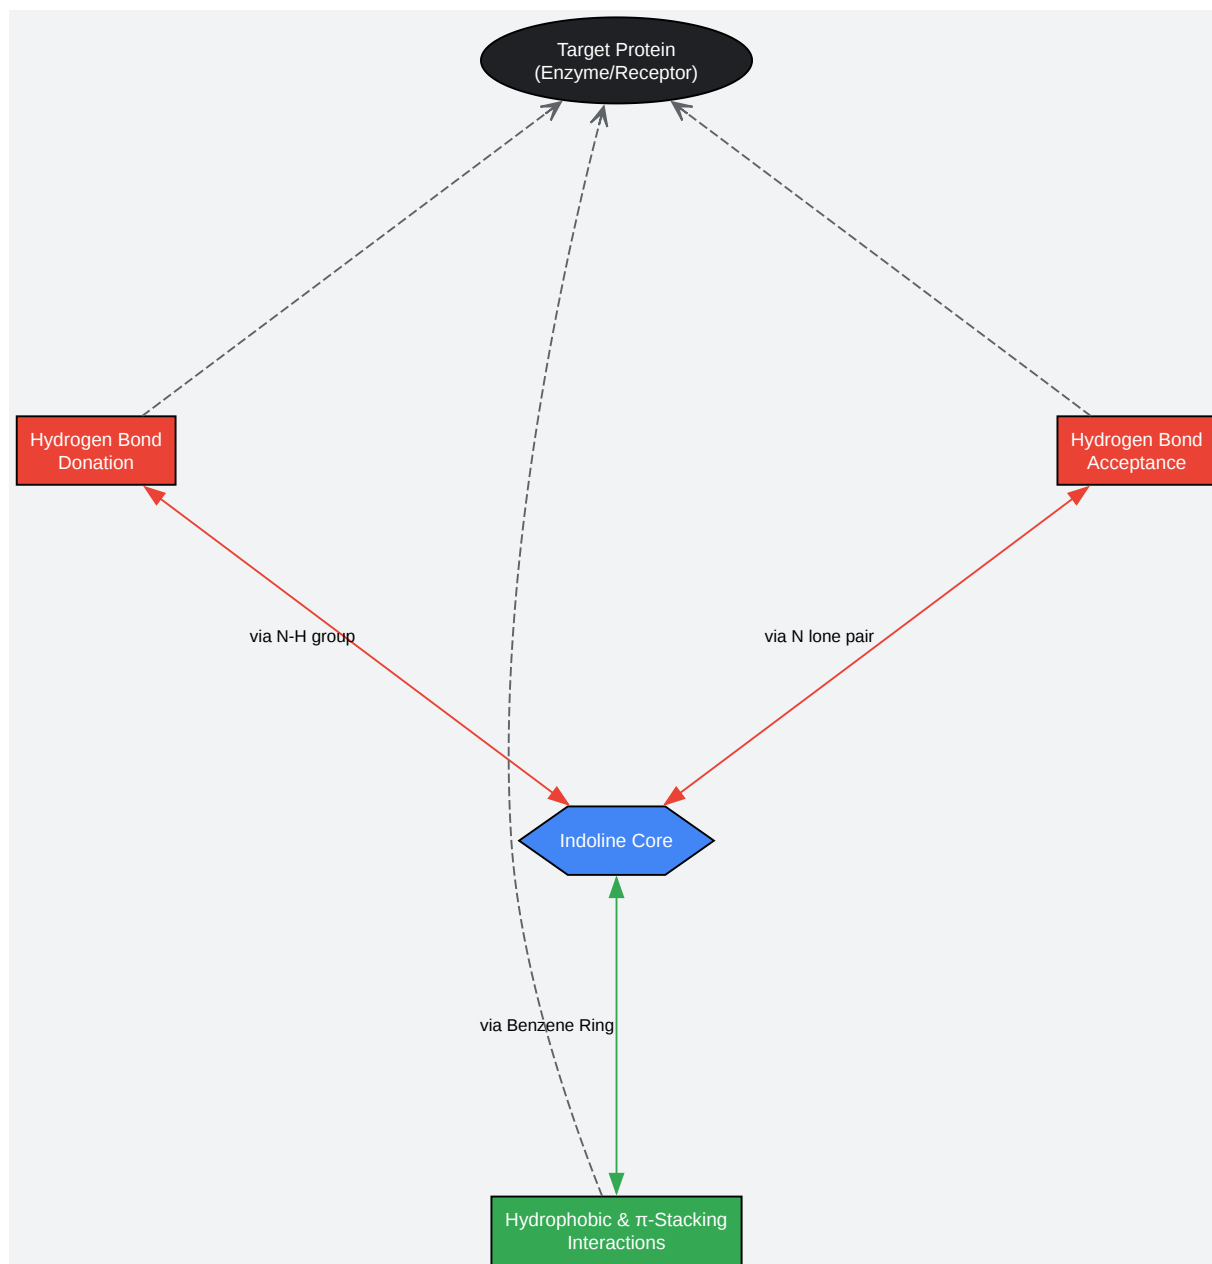 Target Protein
(Enzyme/Receptor)
Hydrogen Bond
Donation
Hydrogen Bond
Acceptance
via N-H group
via N lone pair
Indoline Core
via Benzene Ring
Hydrophobic & π-Stacking
Interactions